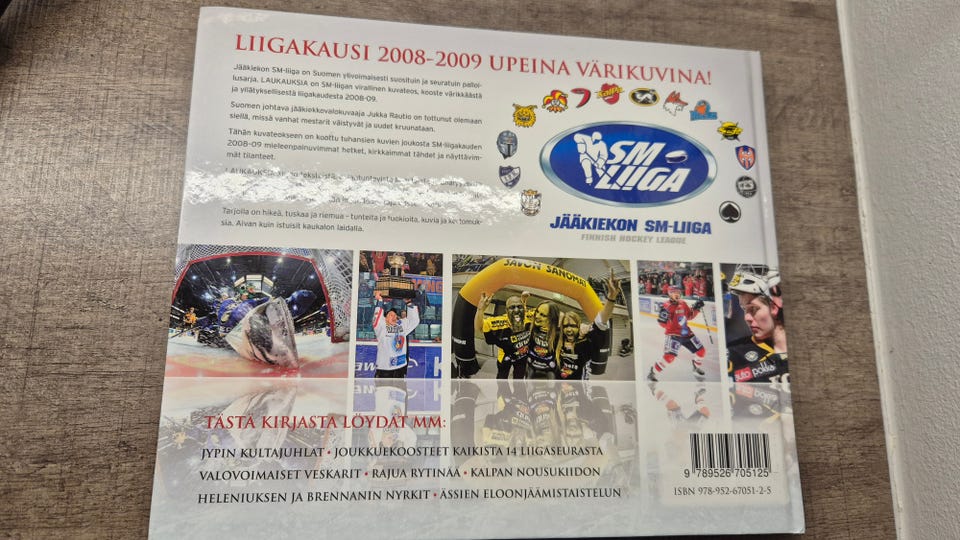 LIIGAKAUSI 2008-2009 UPEINA VÄRIKUVINA!
Jääkiekon SM-liiga on Suomen ylivoimaisesti suosituin ja seuratuin palloi-
lusarja. LAUKAUKSIA on SM-liigan virallinen kuvateos, kooste värikkäästä
ja yllätyksellisestä liigakaudesta 2008-09.
Suomen johtava jääkiekkovalokuvaaja Jukka Rautio on tottunut olemaan
siellä, missä vanhat mestarit väistyvät ja uudet kruunataan.
Tähän kuvateokseen on koottu tuhansien kuvien joukosta SM-liigakauden
2008-09 mieleenpainuvimmat hetket, kirkkaimmat tähdet ja näyttävim-
mät tilanteet.
LAUKAUKSIA
Tarjolla on hikeä, tuskaa ja riemua – tunteita ja tuokioita, kuvia ja kertomuk-
sia. Aivan kuin istuisit kaukalon laidalla.
SM
LIIGA
JÄÄKIEKON SM-LIIGA
FINNISH HOCKEY LEAGUE
SAVON SANOMAT
TÄSTÄ KIRJASTA LÖYDÄT MM:
JYPIN KULTAJUHLAT • JOUKKUEKOOSTEET KAIKISTA 14 LIIGASEURASTA
VALOVOIMAISET VESKARIT • RAJUA RYTINÄÄ • KALPAN NOUSUKIIDON
HELENIUKSEN JA BRENNANIN NYRKIT • ÄSSIEN ELOONJÄÄMISTAISTELUN
9 789526 705125
ISBN 978-952-67051-2-5